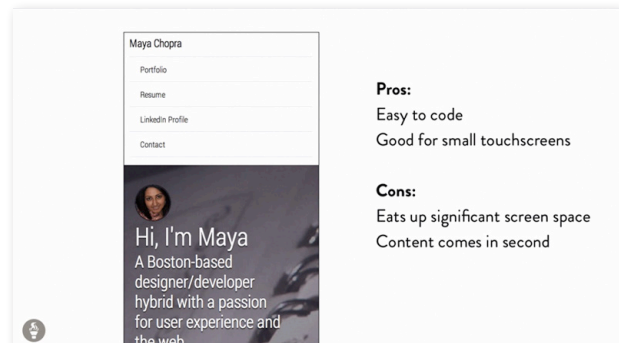 Maya Chopra
Portfolio
Resume
LinkedIn Profile
Contact
Hi, I'm Maya
A Boston-based
designer/developer
hybrid with a passion
for user experience and
the web
Pros:
Easy to code
Good for small touchscreens
Cons:
Eats up significant screen space
Content comes in second